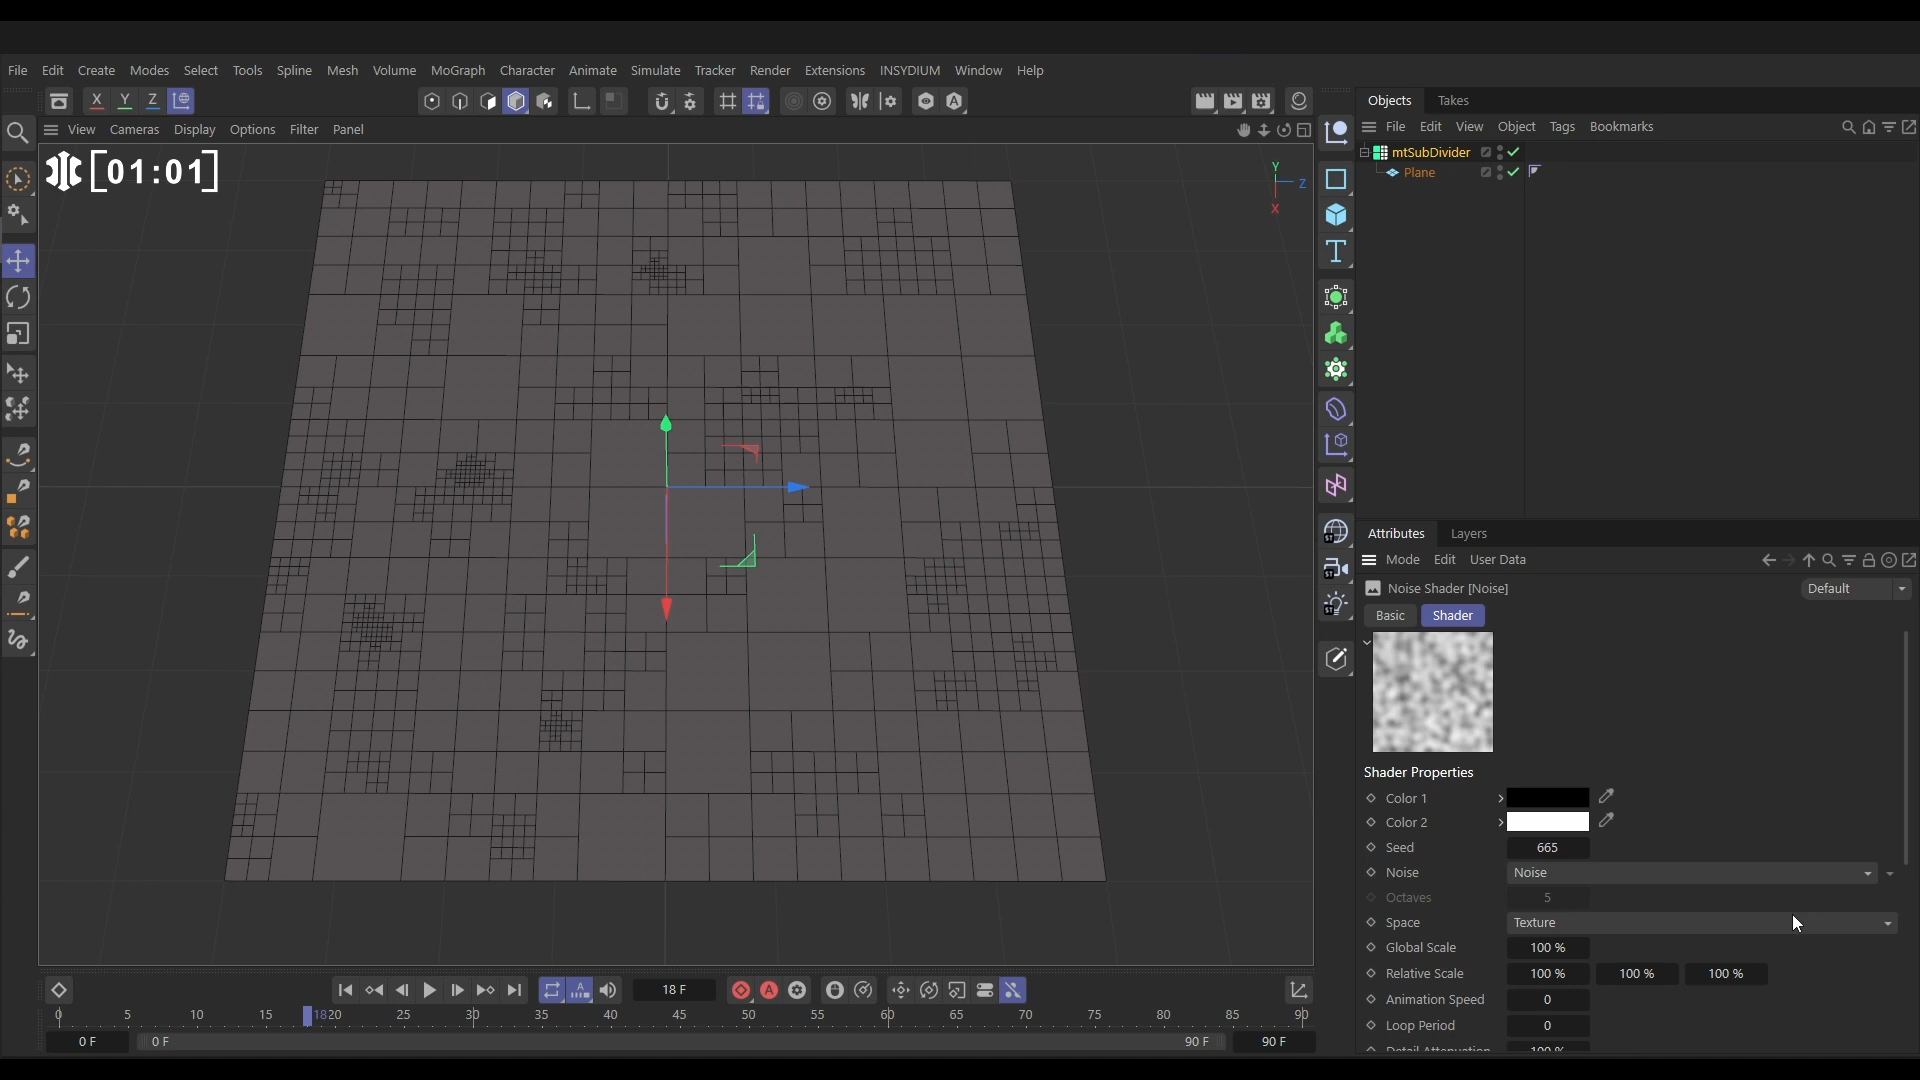 File Edit Create Modes Select Tools Spline Mesh Volume MoGraph Character Animate Simulate Tracker Render Extensions INSYDIUM Window Help
X Y Z
View Cameras Display Options Filter Panel
[01:01]
Y
Z
X
Objects Takes
File Edit View Object Tags Bookmarks
mtSubDivider
Plane
Attributes Layers
Mode Edit User Data
Noise Shader [Noise] Default
Basic Shader
Shader Properties
Color 1
Color 2
Seed 665
Noise Noise
Octaves 5
Space Texture
Global Scale 100 %
Relative Scale 100 % 100 % 100 %
Animation Speed 0
Loop Period 0
Detail Attenuation 100 %
18 F
0 5 10 15 18 20 25 30 35 40 45 50 55 60 65 70 75 80 85 90
0 F 0 F 90 F 90 F